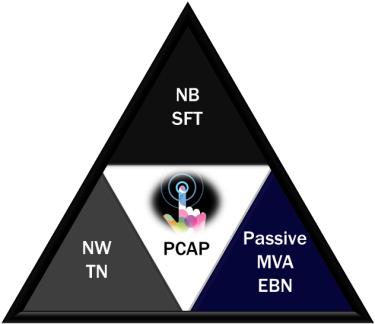 NB
SFT
PCAP
NW
TN
Passive
MVA
EBN